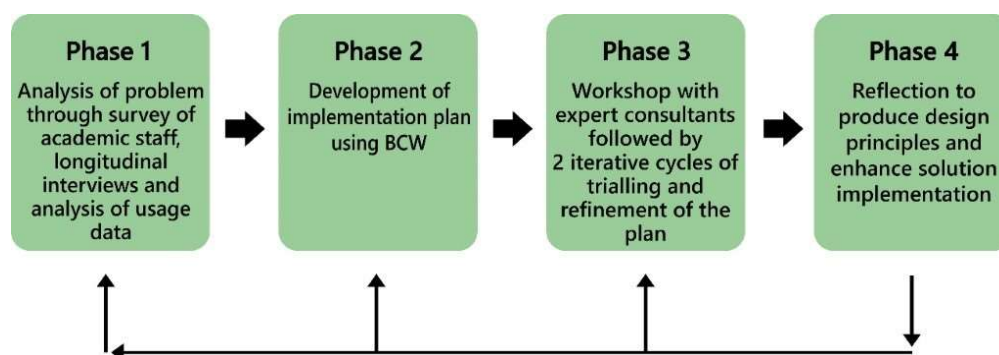 Phase 1
Analysis of problem
through survey of
academic staff,
longitudinal
interviews and
analysis of usage
data
Phase 2
Development of
implementation plan
using BCW
Phase 3
Workshop with
expert consultants
followed by
2 iterative cycles of
trialling and
refinement of the
plan
Phase 4
Reflection to
produce design
principles and
enhance solution
implementation